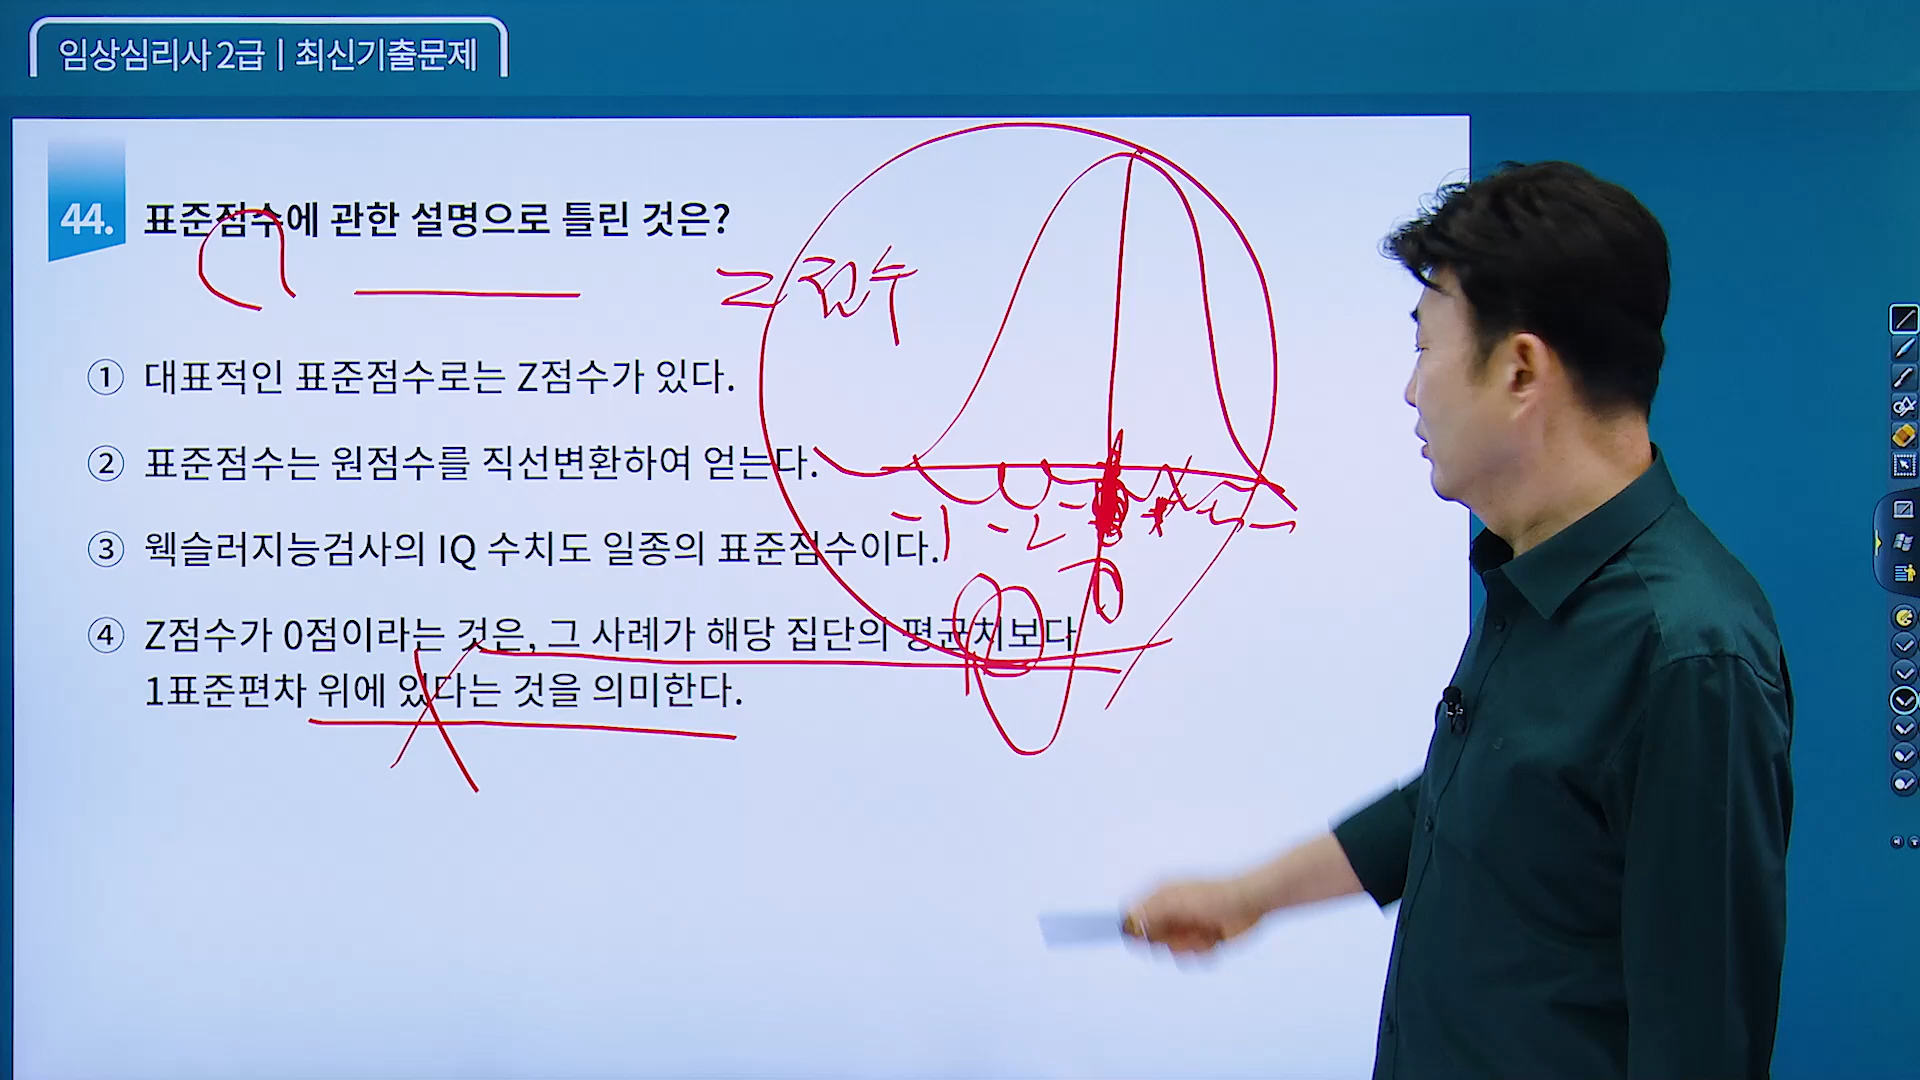 임상심리사 2급 | 최신기출문제
44. 표준점수에 관한 설명으로 틀린 것은?
Z점수
① 대표적인 표준점수로는 Z점수가 있다.
② 표준점수는 원점수를 직선변환하여 얻는다.
③ 웩슬러지능검사의 IQ 수치도 일종의 표준점수이다.
-2
0
④ Z점수가 0점이라는 것은, 그 사례가 해당 집단의 평균치보다
1표준편차 위에 있다는 것을 의미한다.